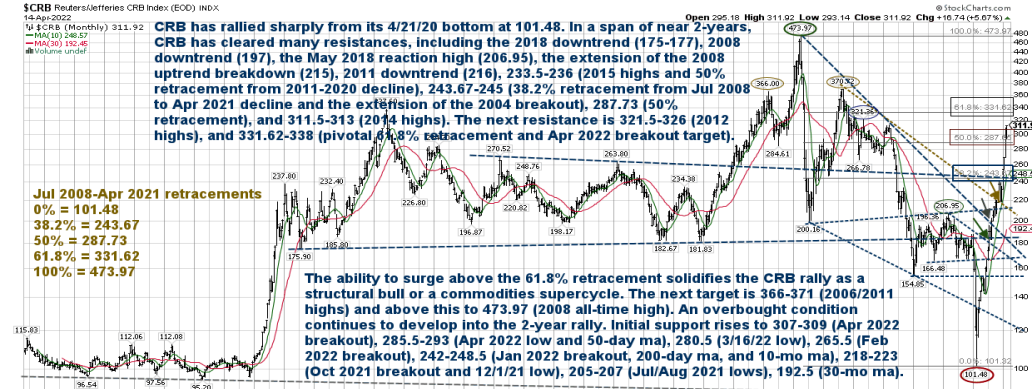 $CRB Reuters/Jefferies CRB Index (EOD) INDX
© StockCharts.com
14-Apr-2022
Open 295.18 High 311.92 Low 293.14 Close 311.92 Chg +16.74 (+5.67%)
$CRB (Monthly) 311.92
MA(10) 248.57
MA(30) 192.45
Volume undef
CRB has rallied sharply from its 4/21/20 bottom at 101.48. In a span of near 2-years,
CRB has cleared many resistances, including the 2018 downtrend (175-177), 2008
downtrend (197), the May 2018 reaction high (206.95), the extension of the 2008
uptrend breakdown (215), 2011 downtrend (216), 233.5-236 (2015 highs and 50%
retracement from 2011-2020 decline), 243.67-245 (38.2% retracement from Jul 2008
to Apr 2021 decline and the extension of the 2004 breakout), 287.73 (50%
retracement), and 311.5-313 (2014 highs). The next resistance is 321.5-326 (2012
highs), and 331.62-338 (pivotal 61.8% retracement and Apr 2022 breakout target).
473.97
100.0%: 473.97
366.00
370.72
321.36
61.8%: 331.62
50.0%: 287.
284.61
266.78
270.52
263.80
248.76
237.80
232.40
234.38
226.80
220.82
196.87
185.80
175.90
182.67
181.83
200.16
206.95
196.36
166.48
154.85
115.83
112.06
112.08
96.54
97.56
95.20
0.0%: 101.32
101.48
Jul 2008-Apr 2021 retracements
0% = 101.48
38.2% = 243.67
50% = 287.73
61.8% = 331.62
100% = 473.97
The ability to surge above the 61.8% retracement solidifies the CRB rally as a
structural bull or a commodities supercycle. The next target is 366-371 (2006/2011
highs) and above this to 473.97 (2008 all-time high). An overbought condition
continues to develop into the 2-year rally. Initial support rises to 307-309 (Apr 2022
breakout), 285.5-293 (Apr 2022 low and 50-day ma), 280.5 (3/16/22 low), 265.5 (Feb
2022 breakout), 242-248.5 (Jan 2022 breakout, 200-day ma, and 10-mo ma), 218-223
(Oct 2021 breakout and 12/1/21 low), 205-207 (Jul/Aug 2021 lows), 192.5 (30-mo ma).
480
460
440
420
400
380
360
340
311.9
280
260
248.5
240
220
200
192.4
180
160
140
120
100